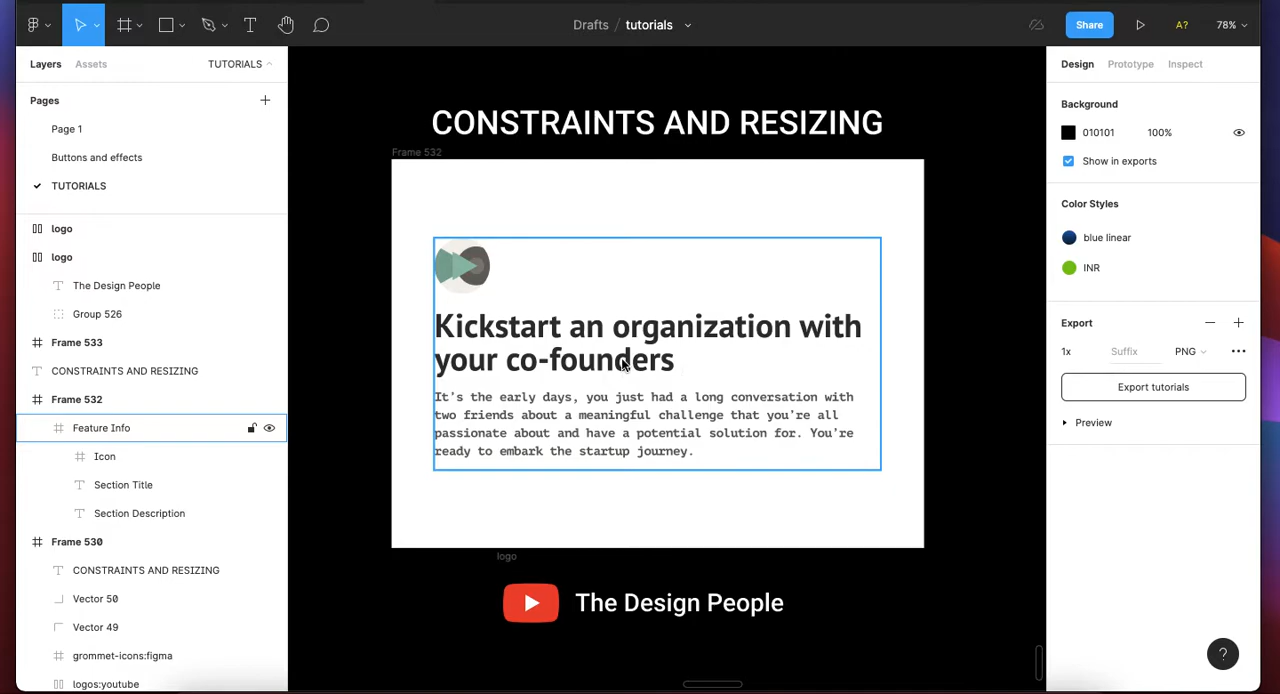 Drafts / tutorials
Share
A?
78%
Layers
Assets
TUTORIALS
Pages
Page 1
Buttons and effects
TUTORIALS
logo
logo
The Design People
Group 526
Frame 533
CONSTRAINTS AND RESIZING
Frame 532
Feature Info
Icon
Section Title
Section Description
Frame 530
CONSTRAINTS AND RESIZING
Vector 50
Vector 49
grommet-icons:figma
logos:youtube
CONSTRAINTS AND RESIZING
Frame 532
Kickstart an organization with
your co-founders
It's the early days, you just had a long conversation with
two friends about a meaningful challenge that you're all
passionate about and have a potential solution for. You're
ready to embark the startup journey.
logo
The Design People
Design
Prototype
Inspect
Background
010101
100%
Show in exports
Color Styles
blue linear
INR
Export
1x
Suffix
PNG
Export tutorials
Preview
?